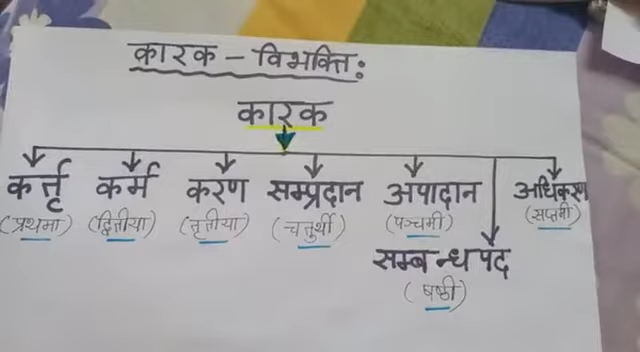 कारक - विभक्ति:
कारक
कर्त्तृ कर्म करण सम्प्रदान अपादान अधिकरण
(प्रथमा) (द्वितीया) (तृतीया) (चतुर्थी) (पञ्चमी) (सप्तमी)
सम्बन्धपद
(षष्ठी)